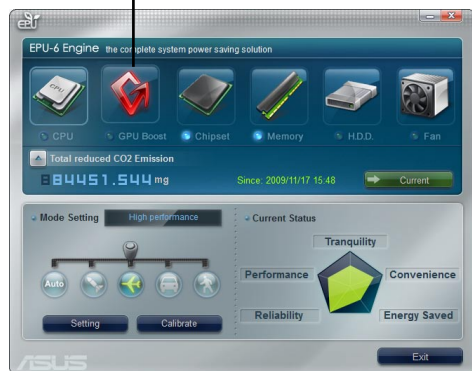 EPU
EPU-6 Engine the complete system power saving solution
CPU
CPU GPU Boost Chipset Memory H.D.D. Fan
Total reduced CO2 Emission
84451.544 mg Since: 2009/11/17 15:48 Current
Mode Setting High performance
Auto
Setting Calibrate
Current Status
Tranquility
Performance Convenience
Reliability Energy Saved
ASUS
Exit